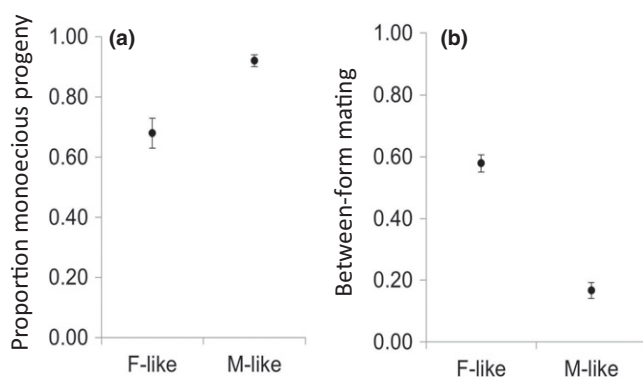 (a)
Proportion monoecious progeny
1.00
0.80
0.60
0.40
0.20
0.00
F-like M-like
(b)
Between-form mating
1.00
0.80
0.60
0.40
0.20
0.00
F-like M-like